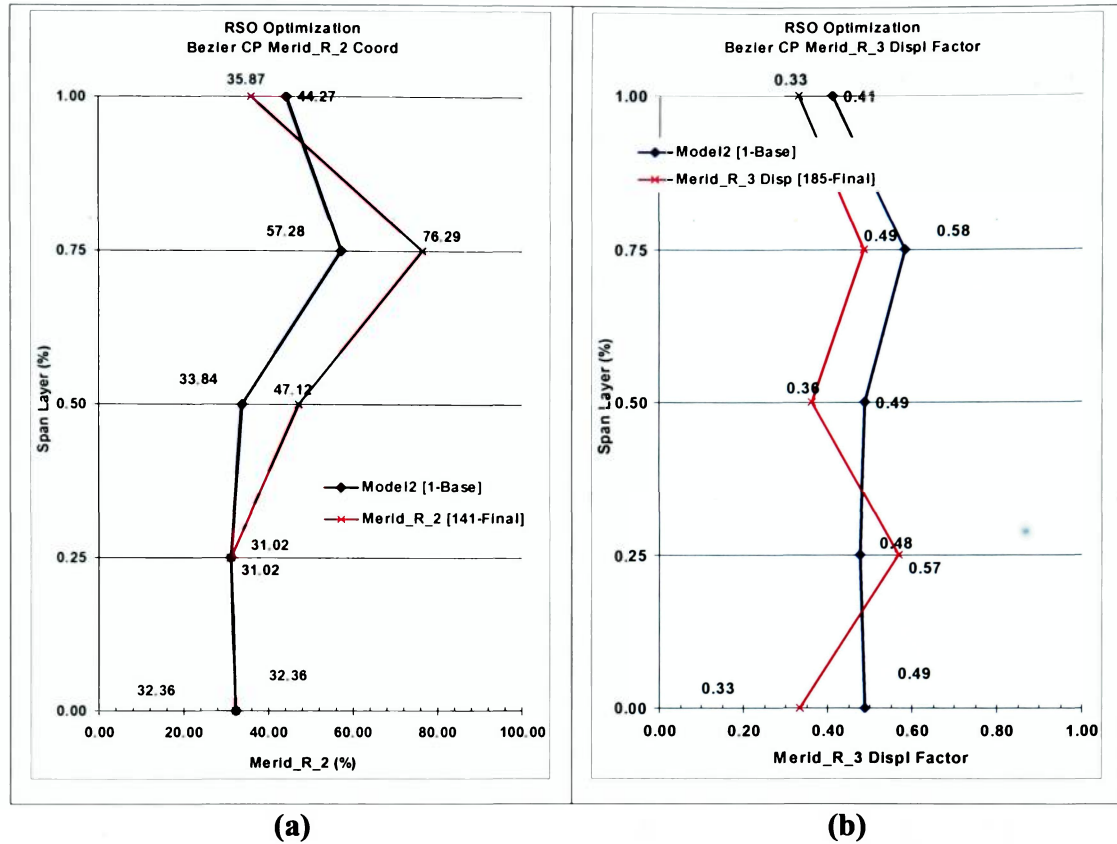 RSO Optimization
Bezier CP Merid_R_2 Coord
35.87
1.00
44.27
57.28
76.29
0.75
Span Layer (%)
33.84
47.12
0.50
Model2 [1-Base]
Merid_R_2 [141-Final]
31.02
0.25
31.02
32.36
32.36
0.00
0.00 20.00 40.00 60.00 80.00 100.00
Merid_R_2 (%)
(a)
RSO Optimization
Bezier CP Merid_R_3 Displ Factor
0.33
1.00
0.41
Model2 [1-Base]
Merid_R_3 Disp [185-Final]
0.49
0.58
0.75
Span Layer (%)
0.36
0.50
0.49
0.48
0.25
0.57
0.49
0.33
0.00
0.00 0.20 0.40 0.60 0.80 1.00
Merid_R_3 Displ Factor
(b)